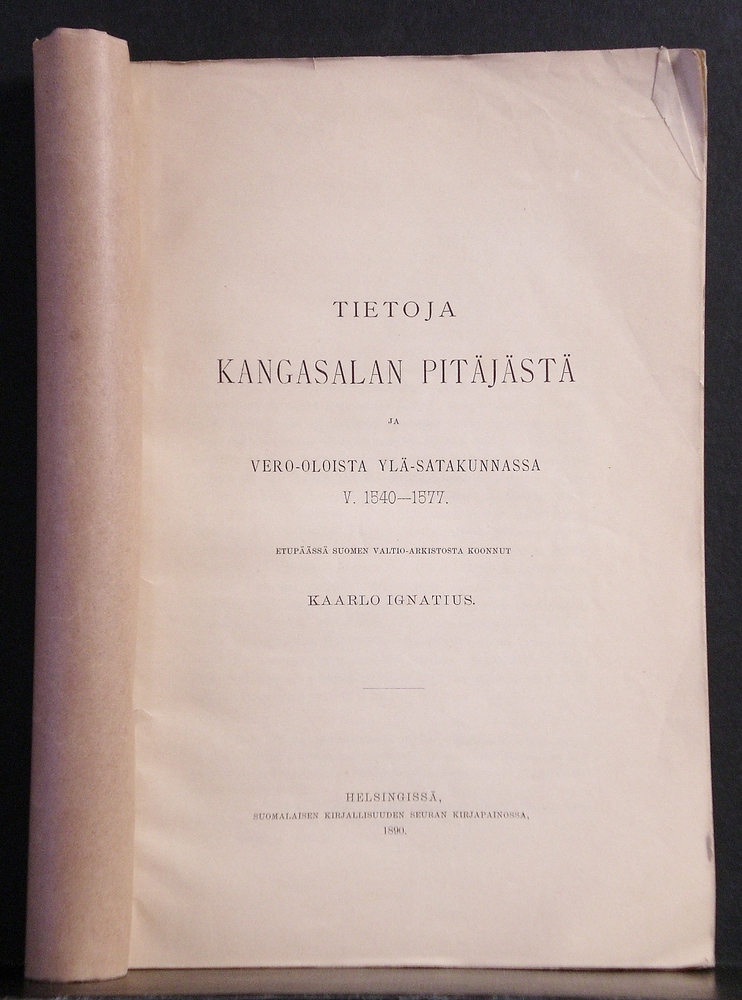 TIETOJA
KANGASALAN PITÄJÄSTÄ
JA
VERO-OLOISTA YLÄ-SATAKUNNASSA
V. 1540—1577.
ETUPÄÄSSÄ SUOMEN VALTIO-ARKISTOSTA KOONNUT
KAARLO IGNATIUS.
HELSINGISSÄ,
SUOMALAISEN KIRJALLISUUDEN SEURAN KIRJAPAINOSSA,
1890.